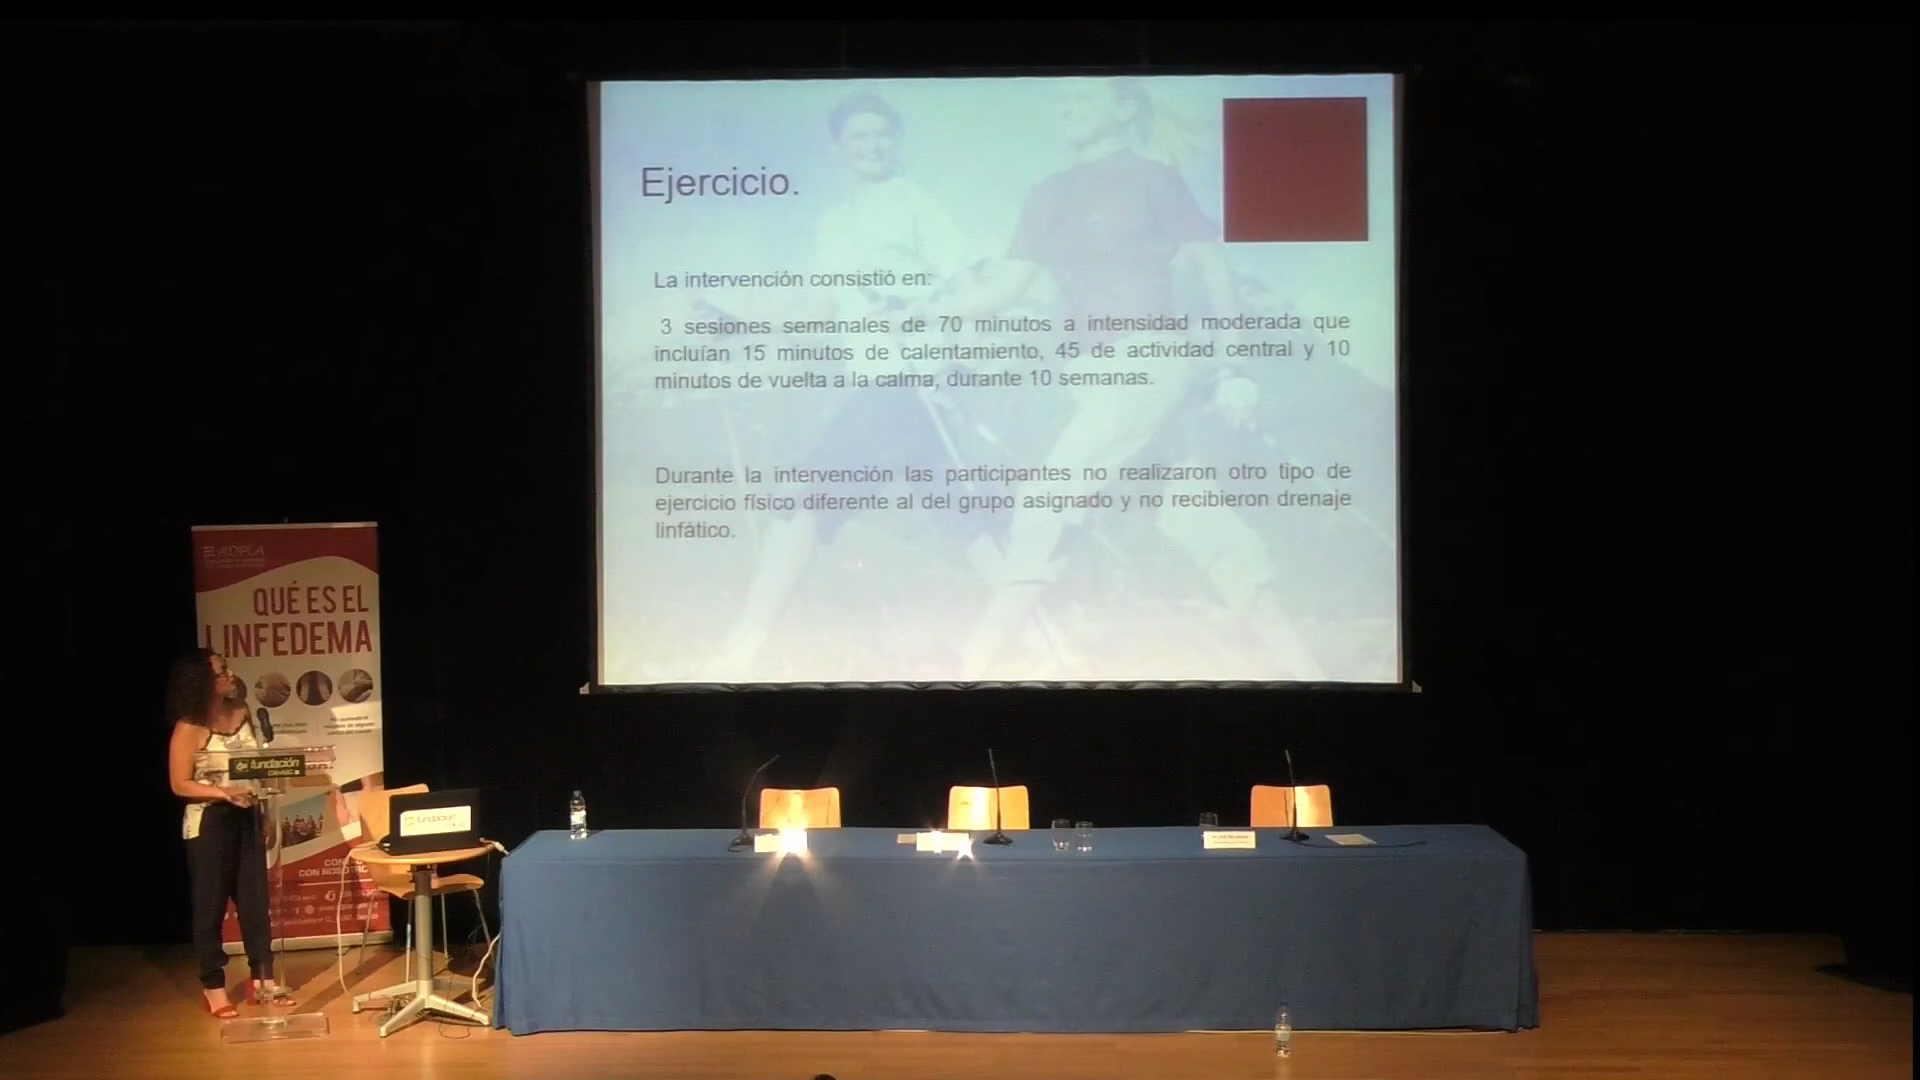 Ejercicio.
La intervención consistió en:
3 sesiones semanales de 70 minutos a intensidad moderada que
incluían 15 minutos de calentamiento, 45 de actividad central y 10
minutos de vuelta a la calma, durante 10 semanas.
Durante la intervención las participantes no realizaron otro tipo de
ejercicio físico diferente al del grupo asignado y no recibieron drenaje
linfático.
ADPLA
QUÉ ES EL
LINFEDEMA
fundación
CON NOSOTROS